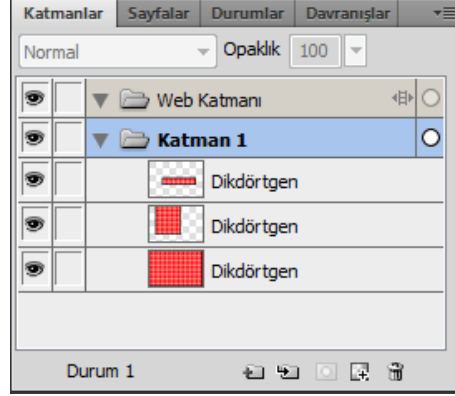 Katmanlar Sayfalar Durumlar Davranışlar
Normal Opaklık 100
Web Katmanı
Katman 1
Dikdörtgen
Dikdörtgen
Dikdörtgen
Durum 1